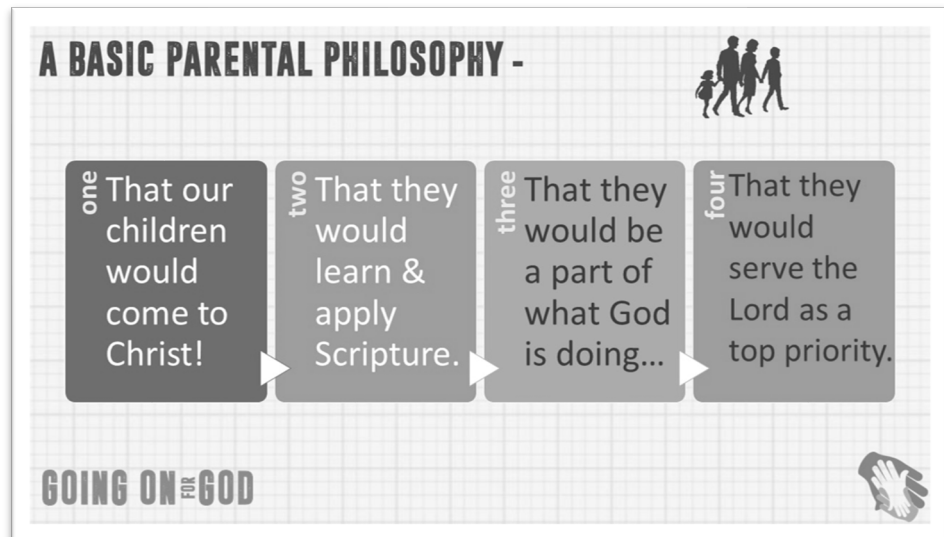 A BASIC PARENTAL PHILOSOPHY -
one
That our
children
would
come to
Christ!
two
That they
would
learn &
apply
Scripture.
three
That they
would be
a part of
what God
is doing...
four
That they
would
serve the
Lord as a
top priority.
GOING ON FOR GOD